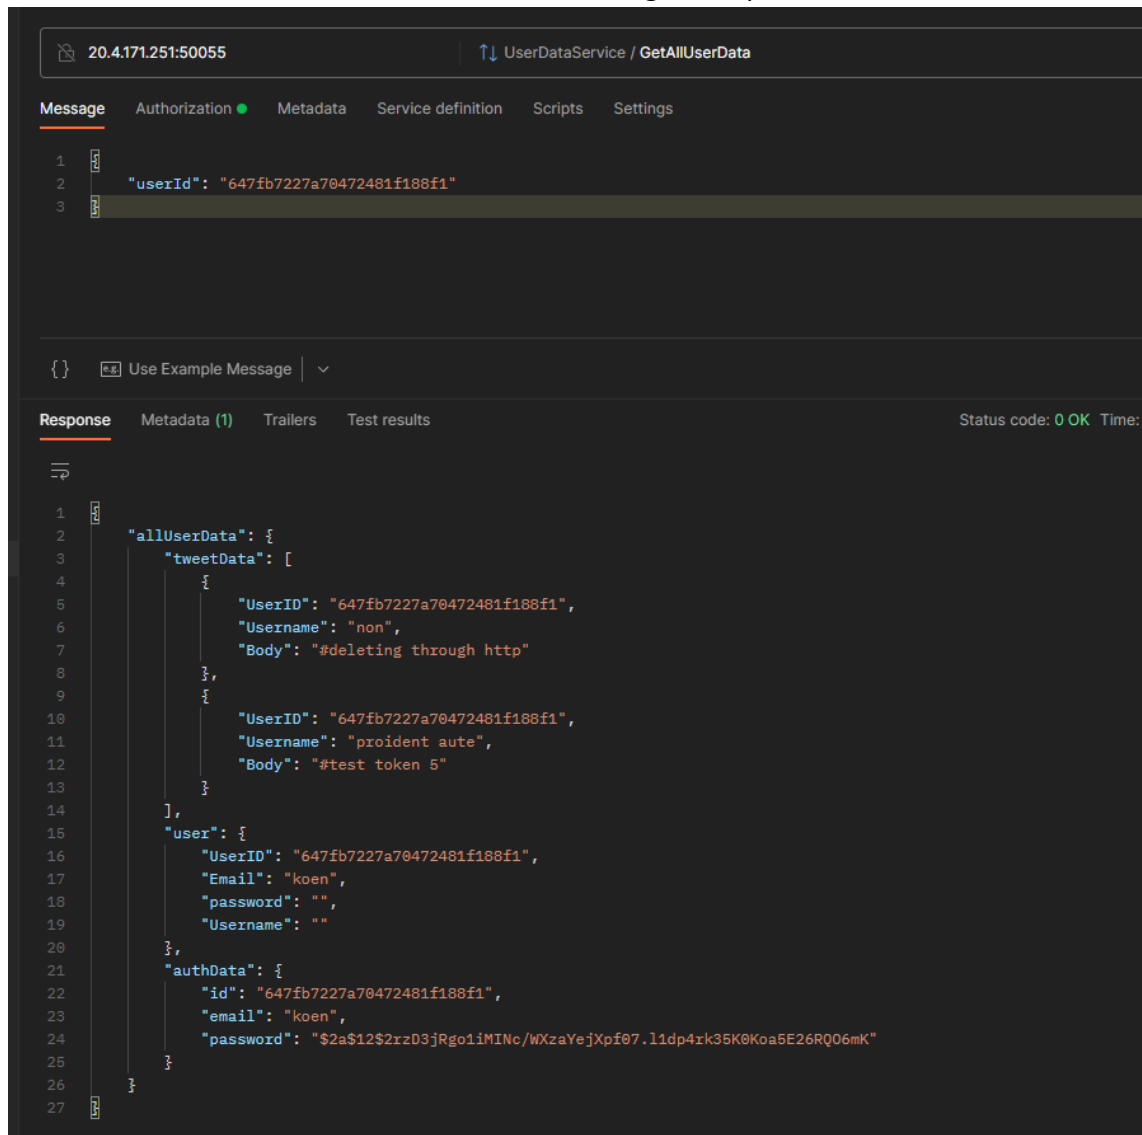 20.4.171.251:50055 UserDataService / GetAllUserData
Message Authorization Metadata Service definition Scripts Settings
1 {
2 "userId": "647fb7227a70472481f188f1"
3 }
{} e.g. Use Example Message
Response Metadata (1) Trailers Test results Status code: 0 OK Time:
1 {
2 "allUserData": {
3 "tweetData": [
4 {
5 "UserID": "647fb7227a70472481f188f1",
6 "Username": "non",
7 "Body": "#deleting through http"
8 },
9 {
10 "UserID": "647fb7227a70472481f188f1",
11 "Username": "proident aute",
12 "Body": "#test token 5"
13 }
14 ],
15 "user": {
16 "UserID": "647fb7227a70472481f188f1",
17 "Email": "koen",
18 "password": "",
19 "Username": ""
20 },
21 "authData": {
22 "id": "647fb7227a70472481f188f1",
23 "email": "koen",
24 "password": "$2a$12$2rzD3jRgo1iMINc/WXzaYejXpf07.l1dp4rk35K0Koa5E26RQO6mK"
25 }
26 }
27 }